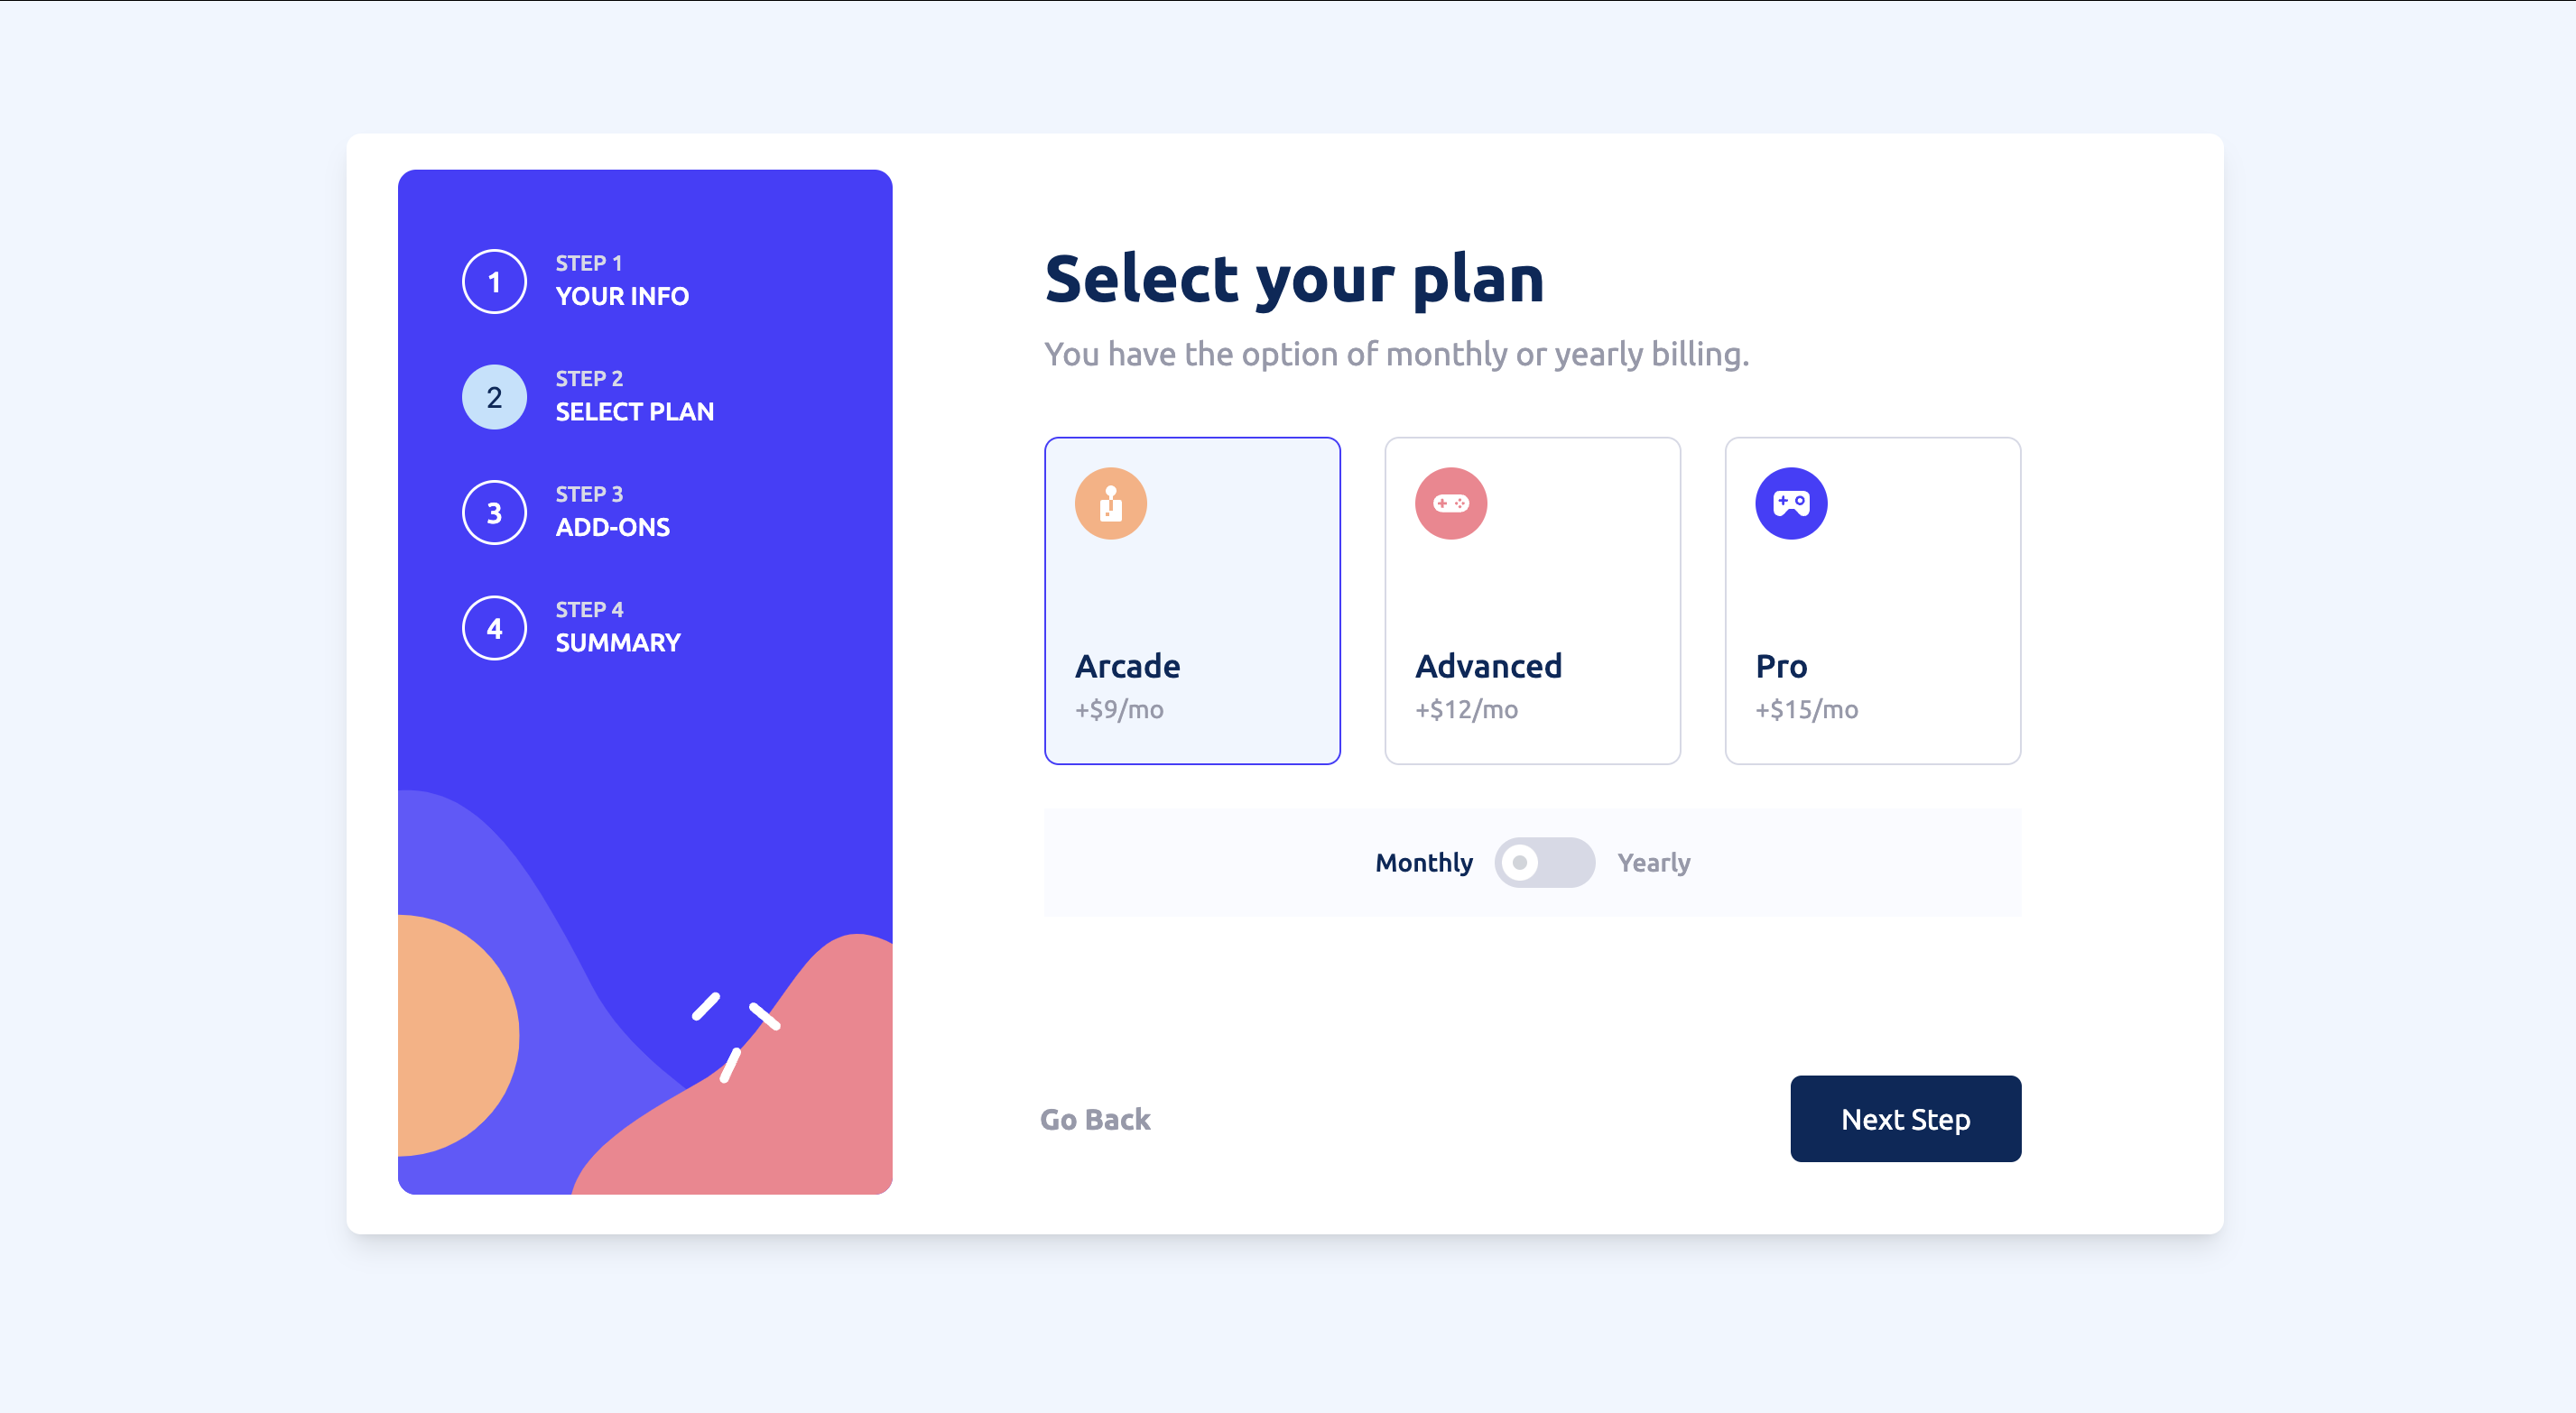 1
STEP 1
YOUR INFO
2
STEP 2
SELECT PLAN
3
STEP 3
ADD-ONS
4
STEP 4
SUMMARY
Select your plan
You have the option of monthly or yearly billing.
Arcade
+$9/mo
Advanced
+$12/mo
Pro
+$15/mo
Monthly
Yearly
Go Back
Next Step